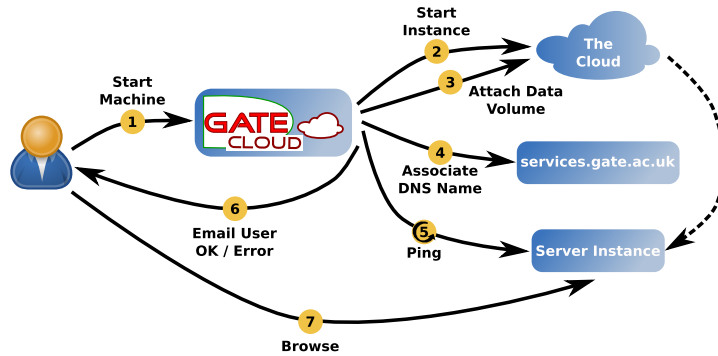 Start
Instance
2
The
Cloud
3
Attach Data
Volume
Start
Machine
1
GATE
CLOUD
4
Associate
DNS Name
services.gate.ac.uk
6
Email User
OK / Error
5
Ping
Server Instance
7
Browse